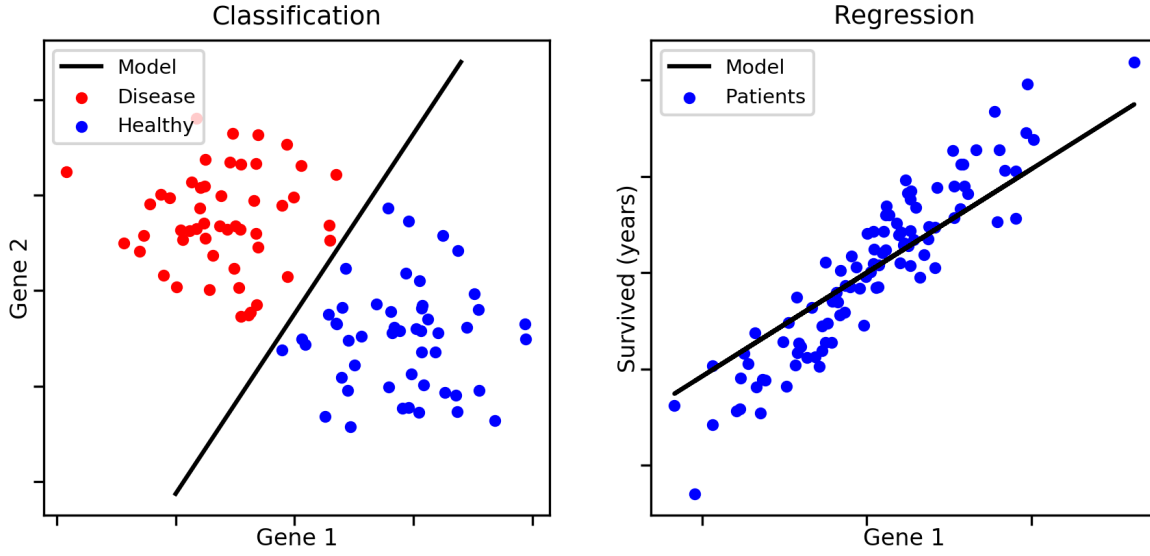 Classification
Model
Disease
Healthy
Gene 2
Gene 1
Regression
Model
Patients
Survived (years)
Gene 1